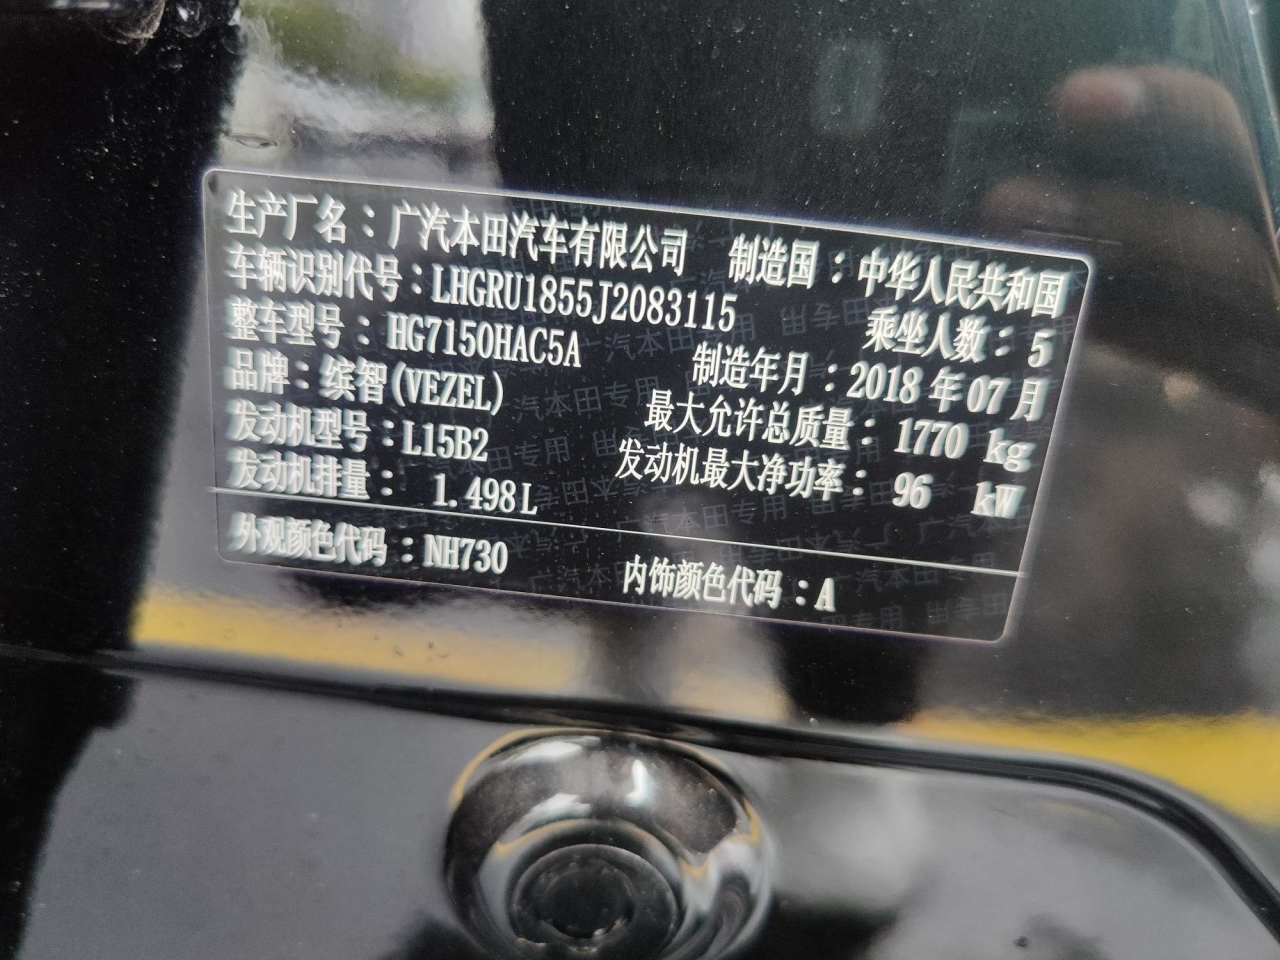 生产厂名：广汽本田汽车有限公司 制造国：中华人民共和国
车辆识别代号：LHGRU1855J2083115 乘坐人数：5
整车型号：HG7150HAC5A 制造年月：2018年07月
品牌：缤智(VEZEL) 最大允许总质量：1770 kg
发动机型号：L15B2 发动机最大净功率：96 kW
发动机排量：1.498L
外观颜色代码：NH730 内饰颜色代码：A